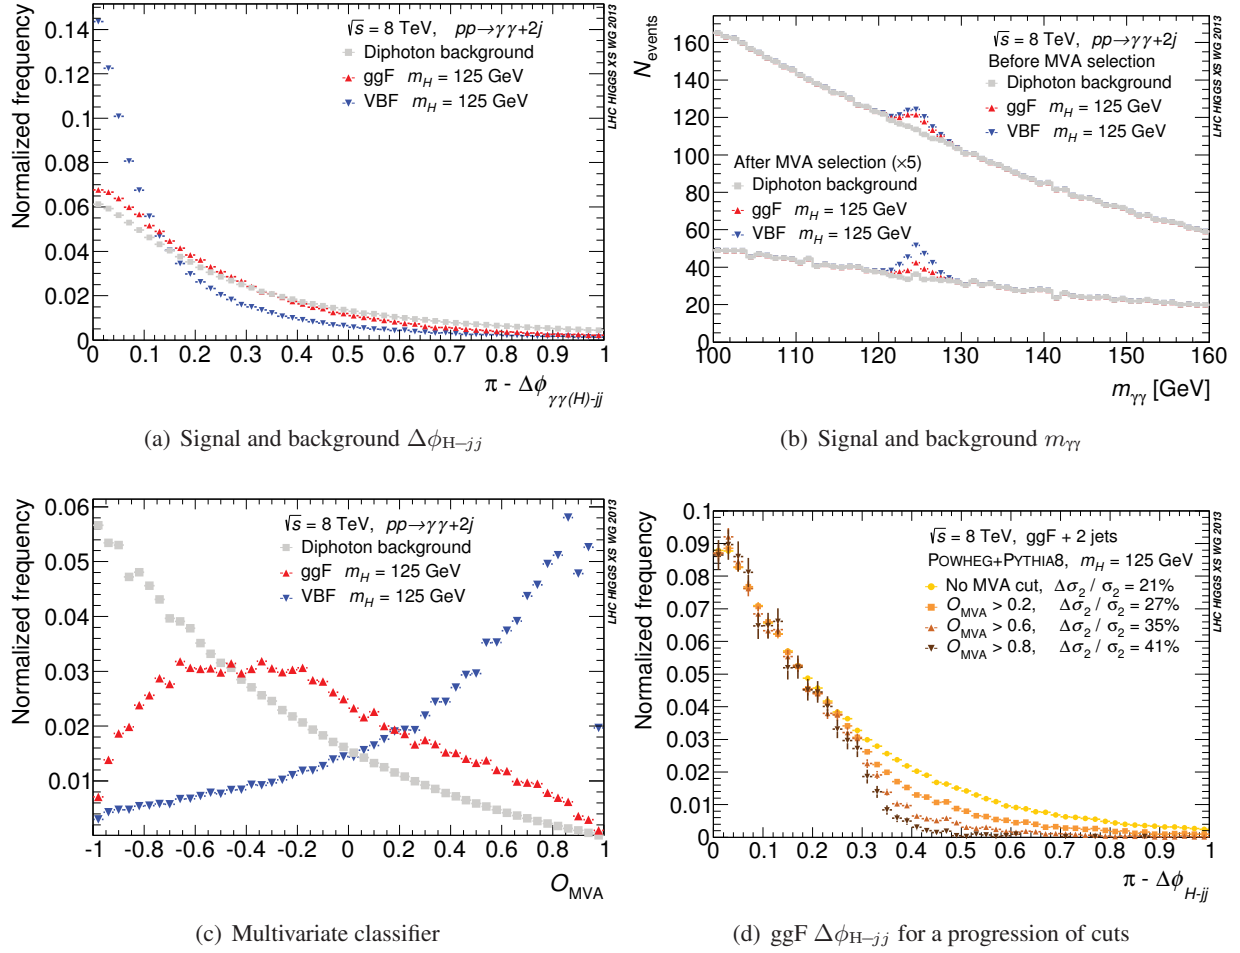 √s = 8 TeV, pp→γγ+2j
Diphoton background
ggF m_H = 125 GeV
VBF m_H = 125 GeV
LHC HIGGS XS WG 2013
Normalized frequency
0.14
0.12
0.1
0.08
0.06
0.04
0.02
0
0 0.1 0.2 0.3 0.4 0.5 0.6 0.7 0.8 0.9 1
π - Δϕ γγ(H)-jj
(a) Signal and background Δϕ_H−jj
√s = 8 TeV, pp→γγ+2j
Before MVA selection
Diphoton background
ggF m_H = 125 GeV
VBF m_H = 125 GeV
After MVA selection (×5)
Diphoton background
ggF m_H = 125 GeV
VBF m_H = 125 GeV
LHC HIGGS XS WG 2013
N_events
160
140
120
100
80
60
40
20
0
100 110 120 130 140 150 160
m_γγ [GeV]
(b) Signal and background m_γγ
√s = 8 TeV, pp→γγ+2j
Diphoton background
ggF m_H = 125 GeV
VBF m_H = 125 GeV
LHC HIGGS XS WG 2013
Normalized frequency
0.06
0.05
0.04
0.03
0.02
0.01
-1 -0.8 -0.6 -0.4 -0.2 0 0.2 0.4 0.6 0.8 1
O_MVA
(c) Multivariate classifier
√s = 8 TeV, ggF + 2 jets
POWHEG+PYTHIA8, m_H = 125 GeV
No MVA cut, Δσ₂ / σ₂ = 21%
O_MVA > 0.2, Δσ₂ / σ₂ = 27%
O_MVA > 0.6, Δσ₂ / σ₂ = 35%
O_MVA > 0.8, Δσ₂ / σ₂ = 41%
LHC HIGGS XS WG 2013
Normalized frequency
0.1
0.09
0.08
0.07
0.06
0.05
0.04
0.03
0.02
0.01
0
0 0.1 0.2 0.3 0.4 0.5 0.6 0.7 0.8 0.9 1
π - Δϕ H-jj
(d) ggF Δϕ_H−jj for a progression of cuts